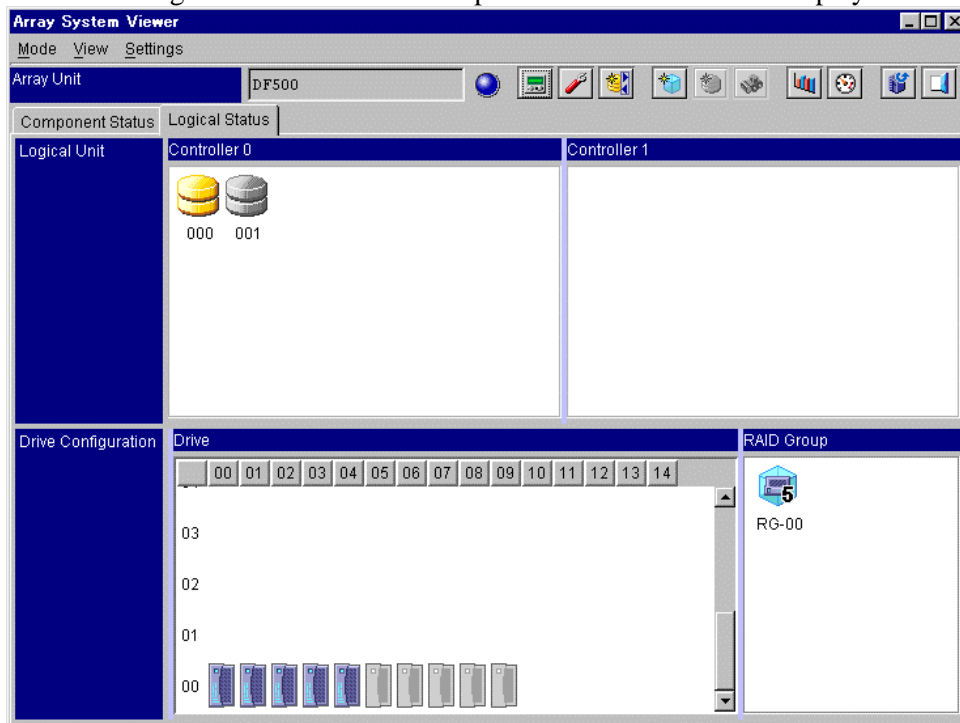 Array System Viewer
Mode View Settings
Array Unit DF500
Component Status Logical Status
Logical Unit Controller 0 Controller 1
000 001
Drive Configuration Drive RAID Group
00 01 02 03 04 05 06 07 08 09 10 11 12 13 14
5
RG-00
03
02
01
00